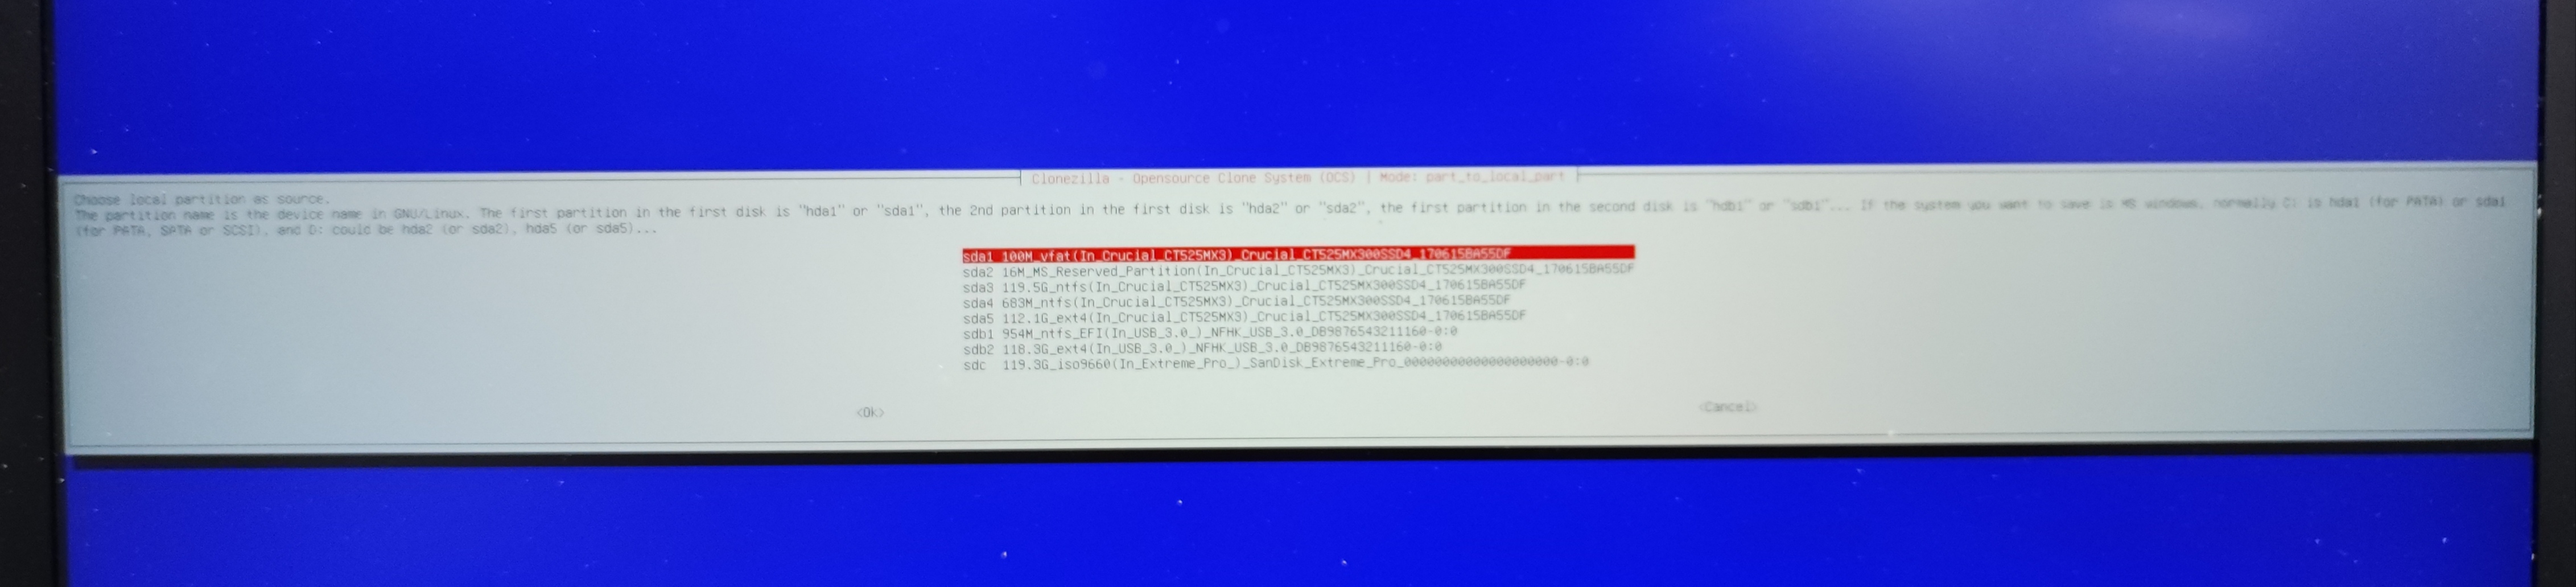 Clonezilla - Opensource Clone System (OCS) | Mode: part_to_local_part
Choose local partition as source.
The partition name is the device name in GNU/Linux. The first partition in the first disk is "hda1" or "sda1", the 2nd partition in the first disk is "hda2" or "sda2", the first partition in the second disk is "hdb1" or "sdb1"... If the system you want to save is MS windows, normally C: is hda1 (for PATA) or sda1
(for PATA, SATA or SCSI), and D: could be hda2 (or sda2), hda5 (or sda5)...
sda1 100M_vfat(In_Crucial_CT525MX3)_Crucial_CT525MX300SSD4_170615BA55DF
sda2 16M_MS_Reserved_Partition(In_Crucial_CT525MX3)_Crucial_CT525MX300SSD4_170615BA55DF
sda3 119.5G_ntfs(In_Crucial_CT525MX3)_Crucial_CT525MX300SSD4_170615BA55DF
sda4 683M_ntfs(In_Crucial_CT525MX3)_Crucial_CT525MX300SSD4_170615BA55DF
sda5 112.1G_ext4(In_Crucial_CT525MX3)_Crucial_CT525MX300SSD4_170615BA55DF
sdb1 954M_ntfs_EFI(In_USB_3.0_)_NFHK_USB_3.0_DB9876543211160-0:0
sdb2 118.3G_ext4(In_USB_3.0_)_NFHK_USB_3.0_DB9876543211160-0:0
sdc 119.3G_iso9660(In_Extreme_Pro_)_SanDisk_Extreme_Pro_00000000000000000000-0:0
<Ok> <Cancel>